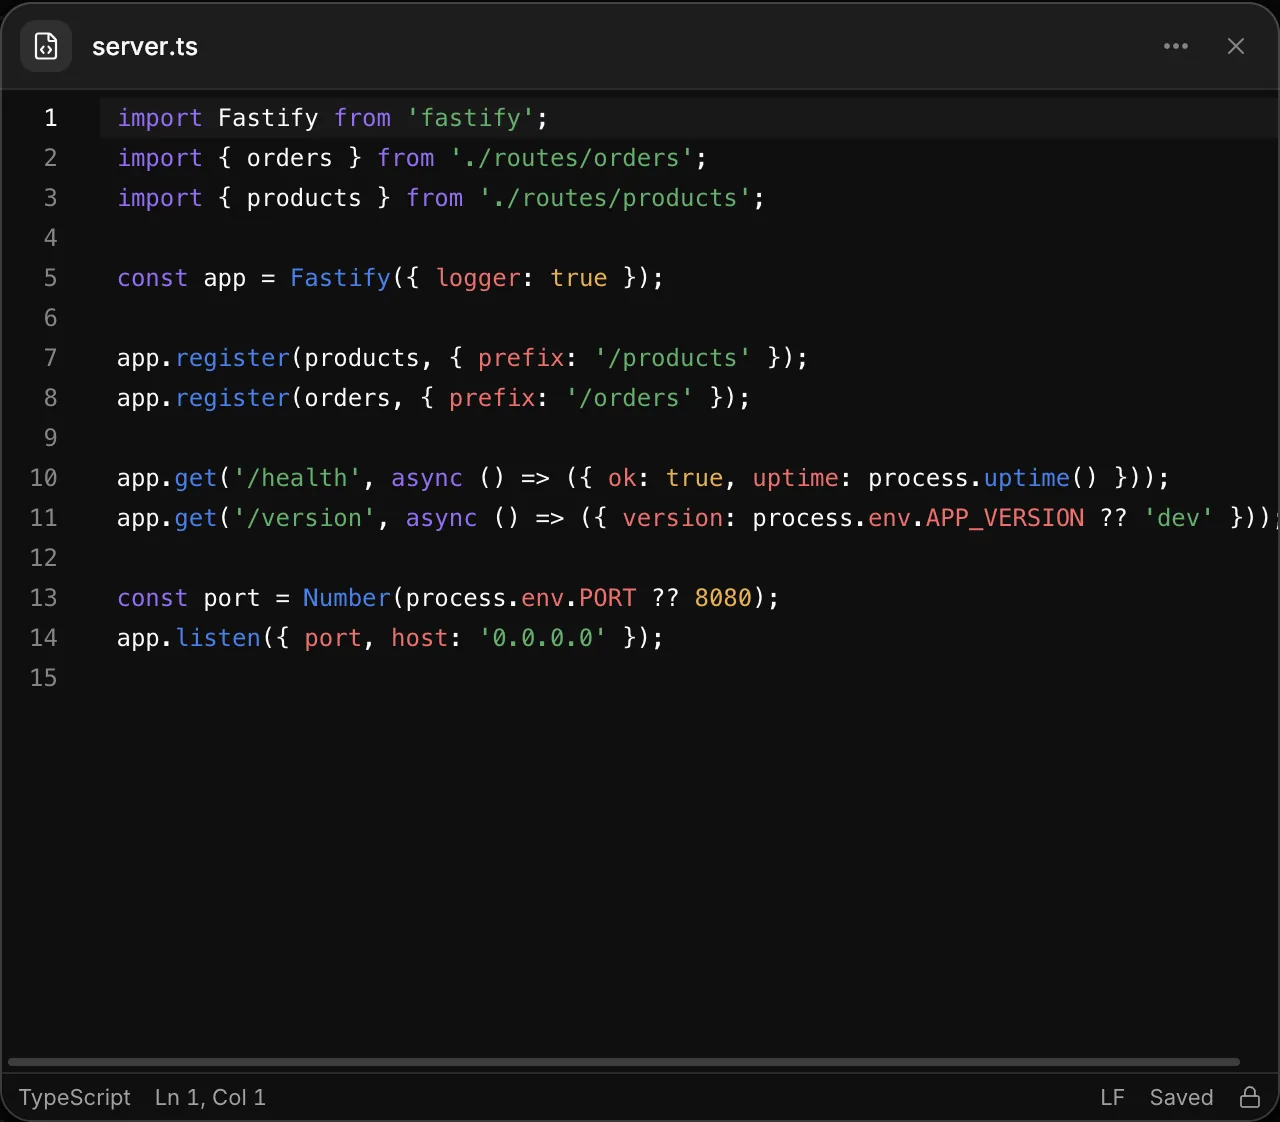 server.ts
1 import Fastify from 'fastify';
2 import { orders } from './routes/orders';
3 import { products } from './routes/products';
4
5 const app = Fastify({ logger: true });
6
7 app.register(products, { prefix: '/products' });
8 app.register(orders, { prefix: '/orders' });
9
10 app.get('/health', async () => ({ ok: true, uptime: process.uptime() }));
11 app.get('/version', async () => ({ version: process.env.APP_VERSION ?? 'dev' }));
12
13 const port = Number(process.env.PORT ?? 8080);
14 app.listen({ port, host: '0.0.0.0' });
15
TypeScript Ln 1, Col 1 LF Saved